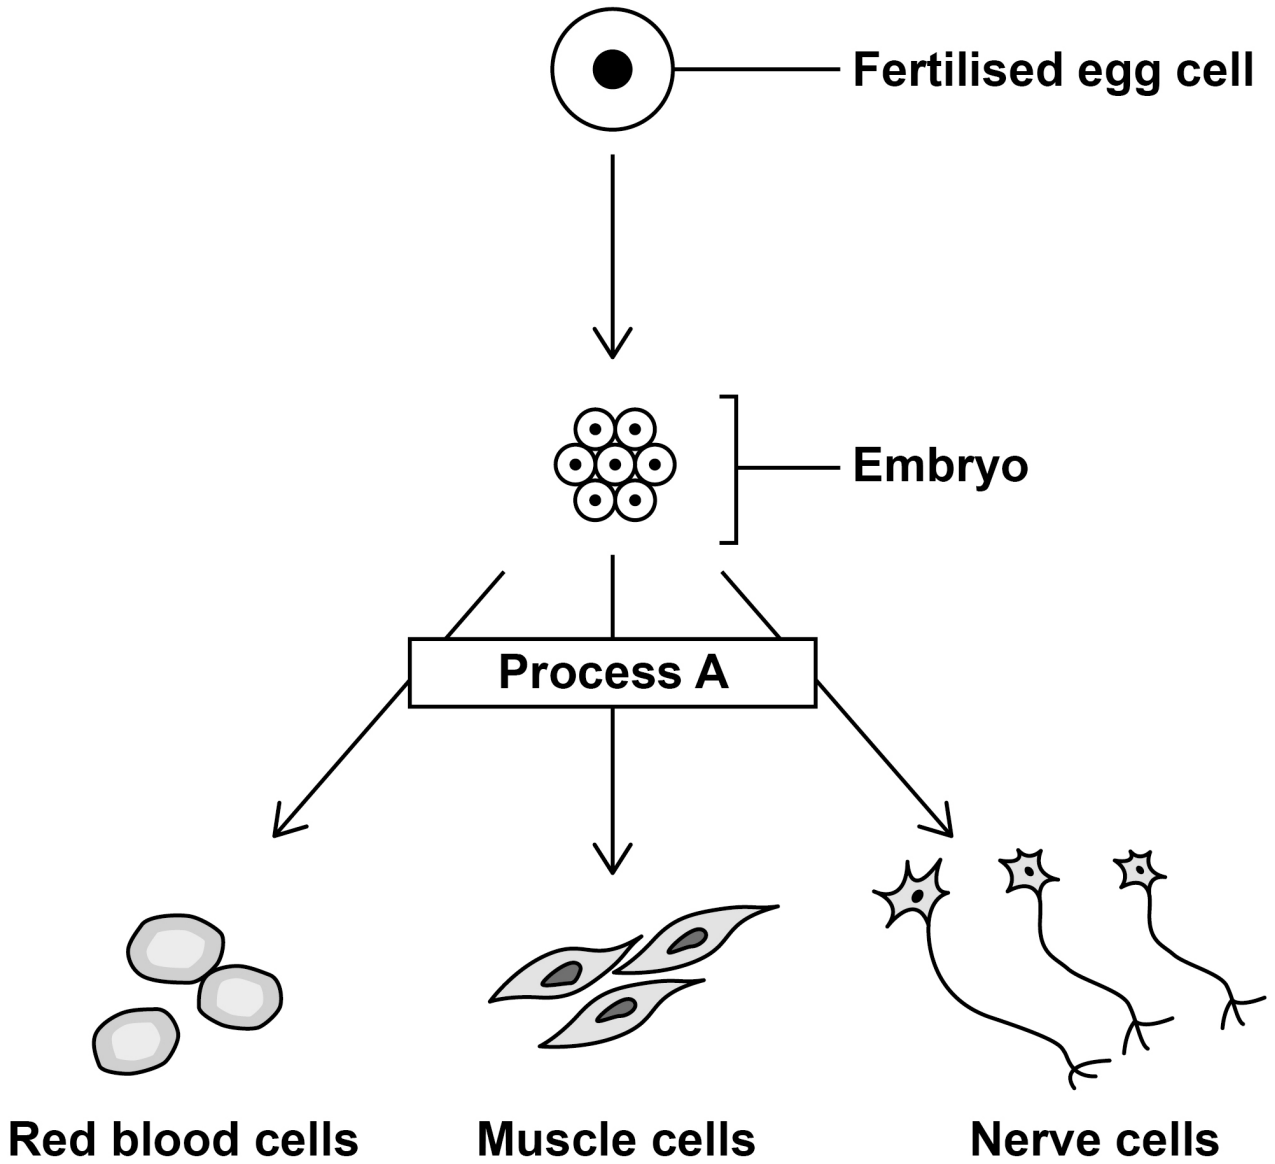 Fertilised egg cell
Embryo
Process A
Red blood cells
Muscle cells
Nerve cells